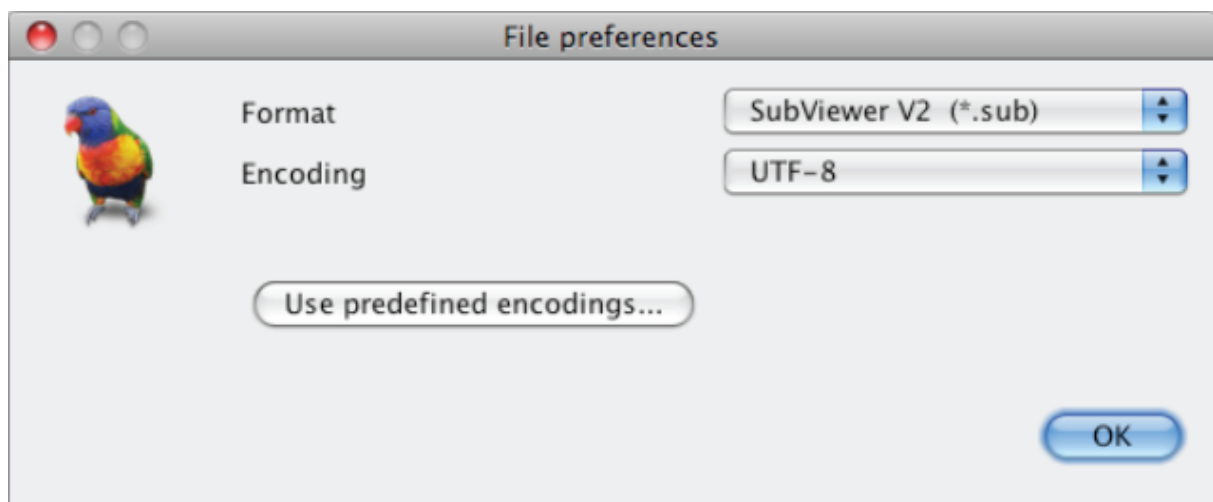 File preferences
Format
SubViewer V2 (*.sub)
Encoding
UTF-8
Use predefined encodings...
OK